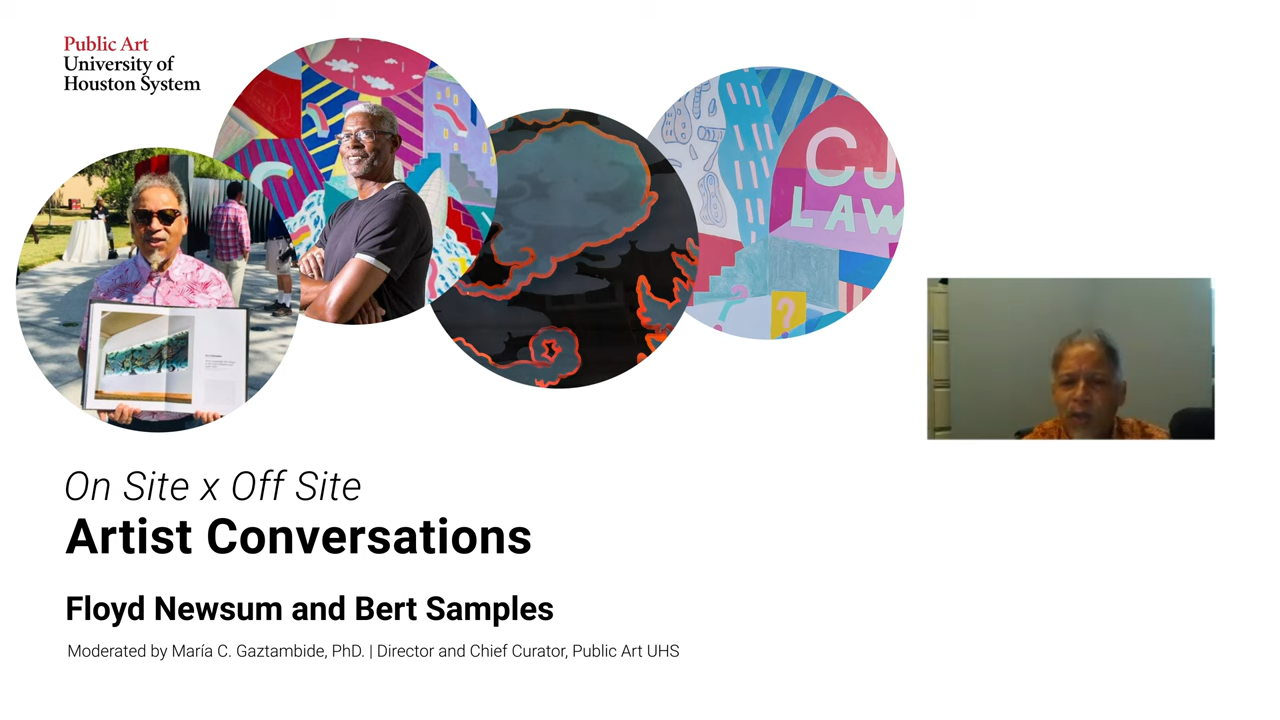 Public Art
University of
Houston System
CJ
LAW
?
?
On Site x Off Site
Artist Conversations
Floyd Newsum and Bert Samples
Moderated by María C. Gaztambide, PhD. | Director and Chief Curator, Public Art UHS